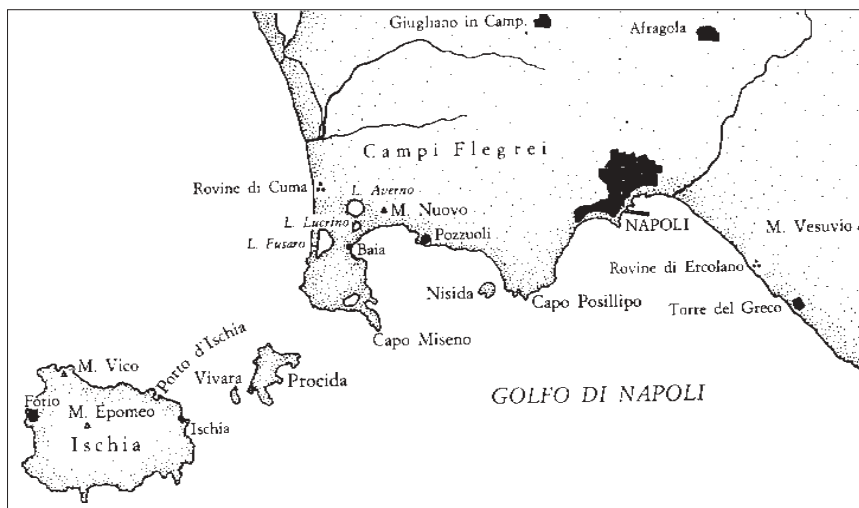 Giugliano in Camp.
Afragola
Campi Flegrei
Rovine di Cuma
L. Averno
M. Nuovo
L. Lucrino
NAPOLI
M. Vesuvio
L. Fusaro
Baia
Pozzuoli
Rovine di Ercolano
Nisida
Capo Posillipo
Torre del Greco
Capo Miseno
Porto d'Ischia
M. Vico
Vivara
Procida
GOLFO DI NAPOLI
Forio
M. Epomeo
Ischia
Ischia